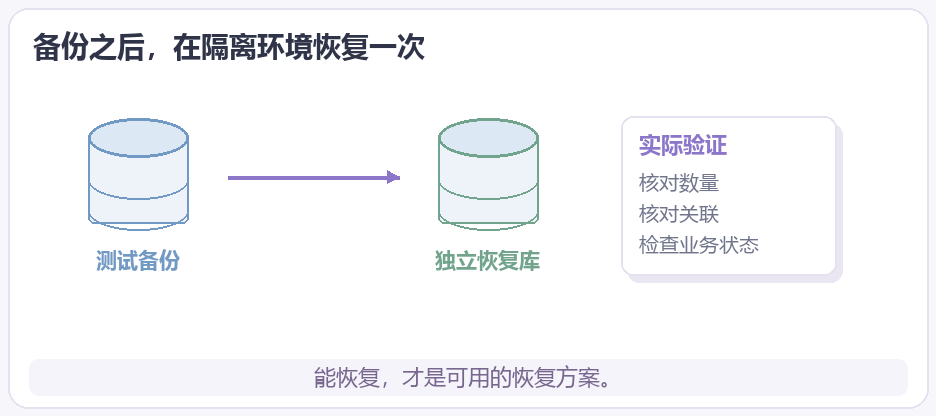 备份之后，在隔离环境恢复一次
测试备份
独立恢复库
实际验证
核对数量
核对关联
检查业务状态
能恢复，才是可用的恢复方案。